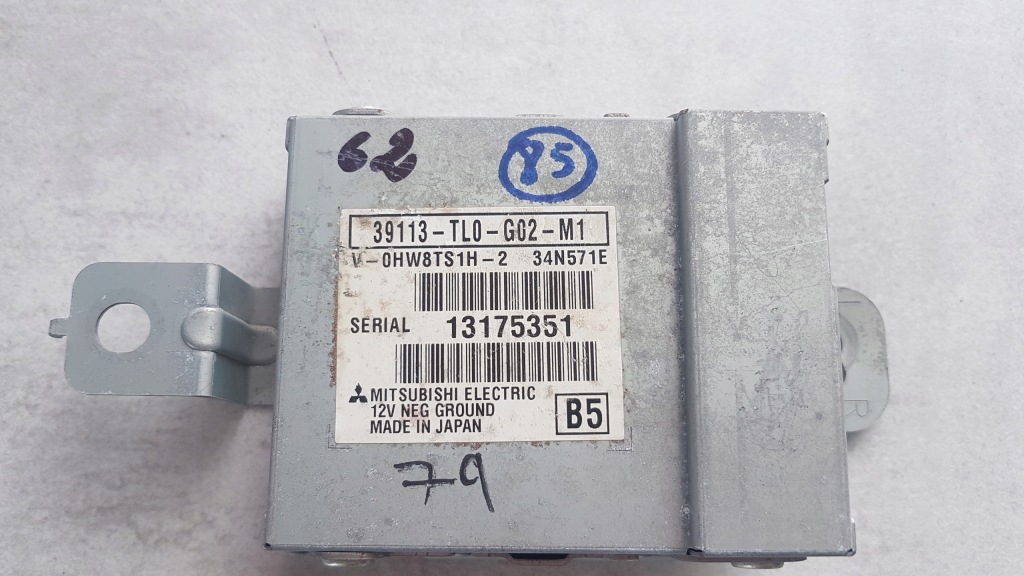 62
85
39113-TL0-G02-M1
V-0HW8TS1H-2 34N571E
SERIAL 13175351
MITSUBISHI ELECTRIC
12V NEG GROUND
MADE IN JAPAN
B5
79
R